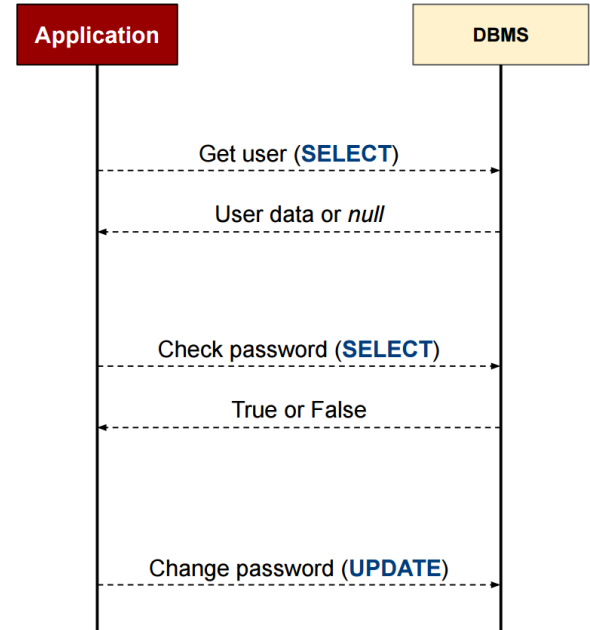 Application
DBMS
Get user (SELECT)
User data or null
Check password (SELECT)
True or False
Change password (UPDATE)